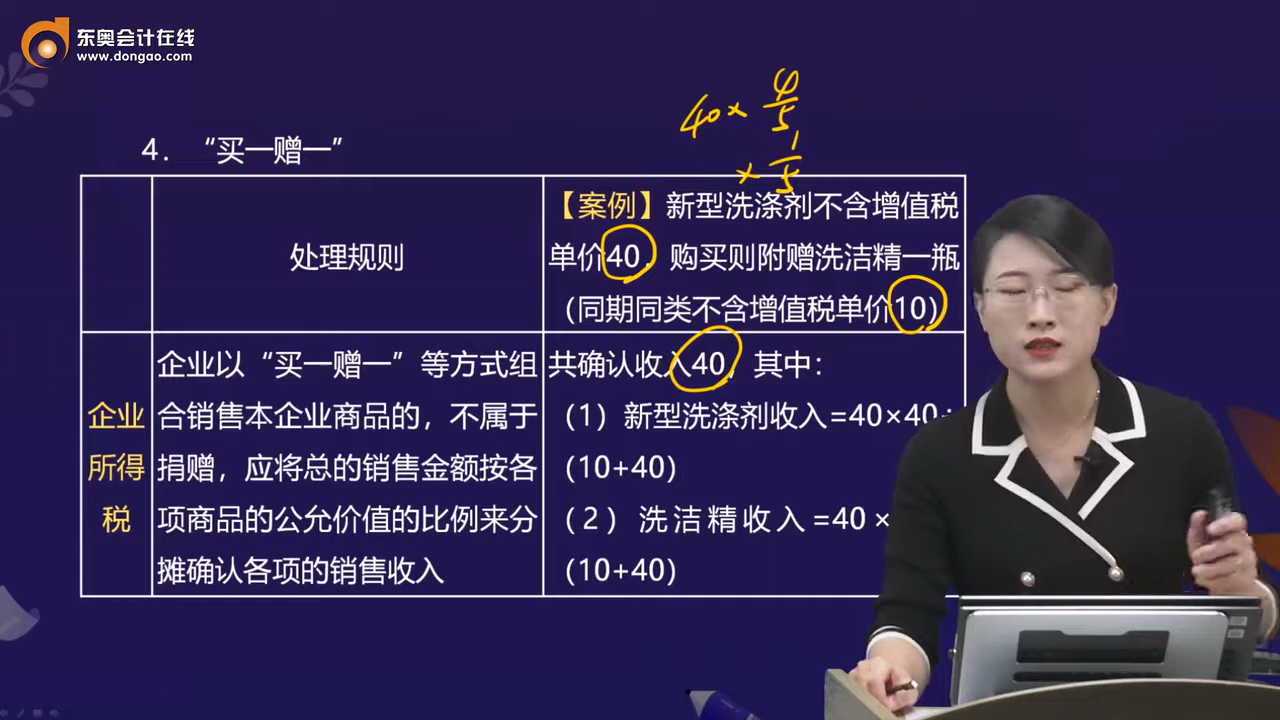 东奥会计在线
www.dongao.com
40×4/5
×1/5
4. “买一赠一”
处理规则
【案例】新型洗涤剂不含增值税
单价40，购买则附赠洗洁精一瓶
（同期同类不含增值税单价10）
企业所得税
企业以“买一赠一”等方式组
合销售本企业商品的，不属于
捐赠，应将总的销售金额按各
项商品的公允价值的比例来分
摊确认各项的销售收入
共确认收入40，其中：
（1）新型洗涤剂收入=40×40÷
(10+40)
（2）洗洁精收入=40×
(10+40)